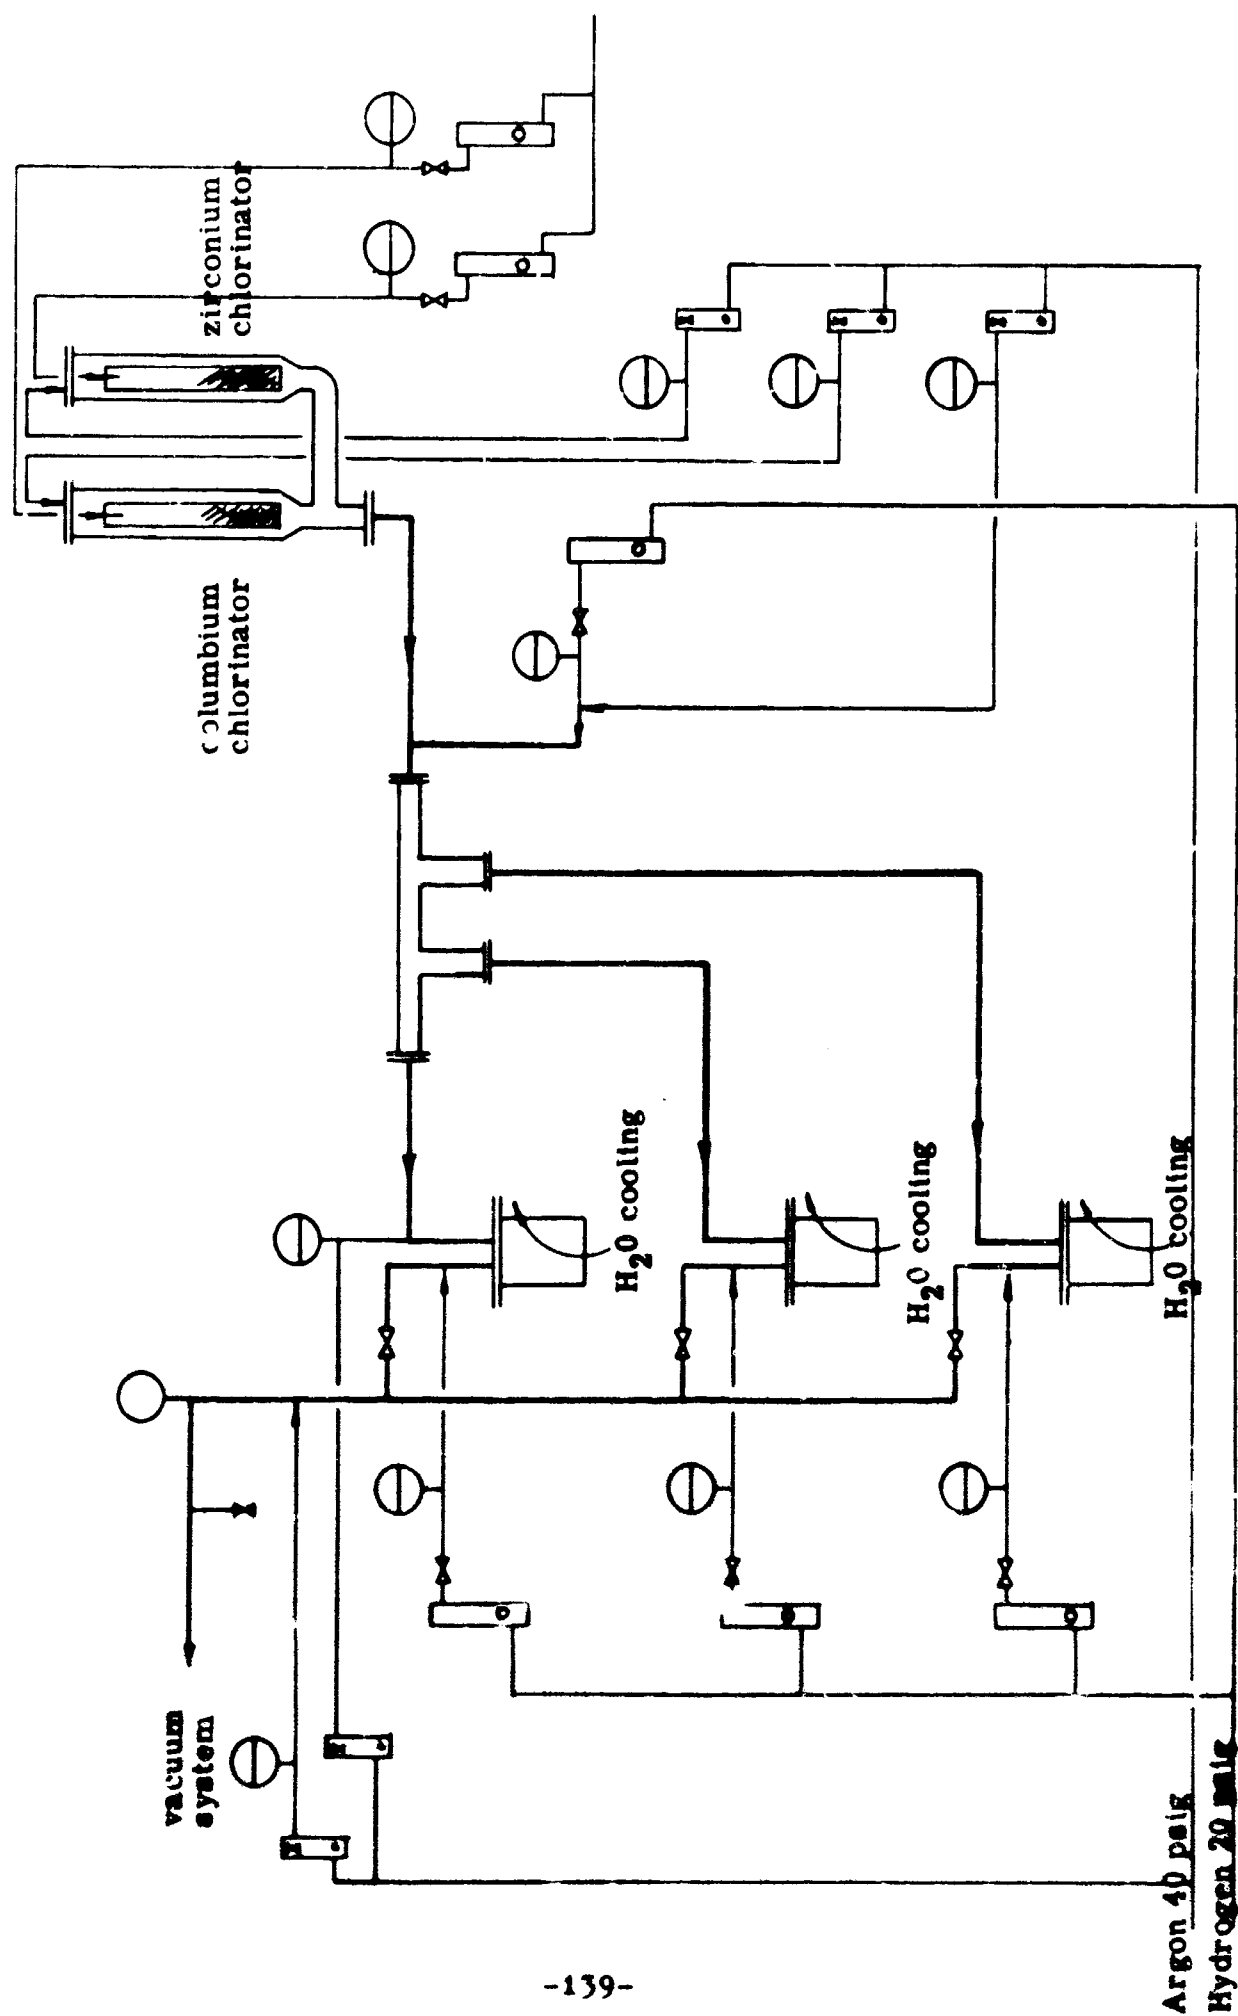 zirconium
chlorinator
columbium
chlorinator
H2O cooling
H2O cooling
H2O cooling
vacuum
system
Argon 40 psig
Hydrogen 20 psig
-139-